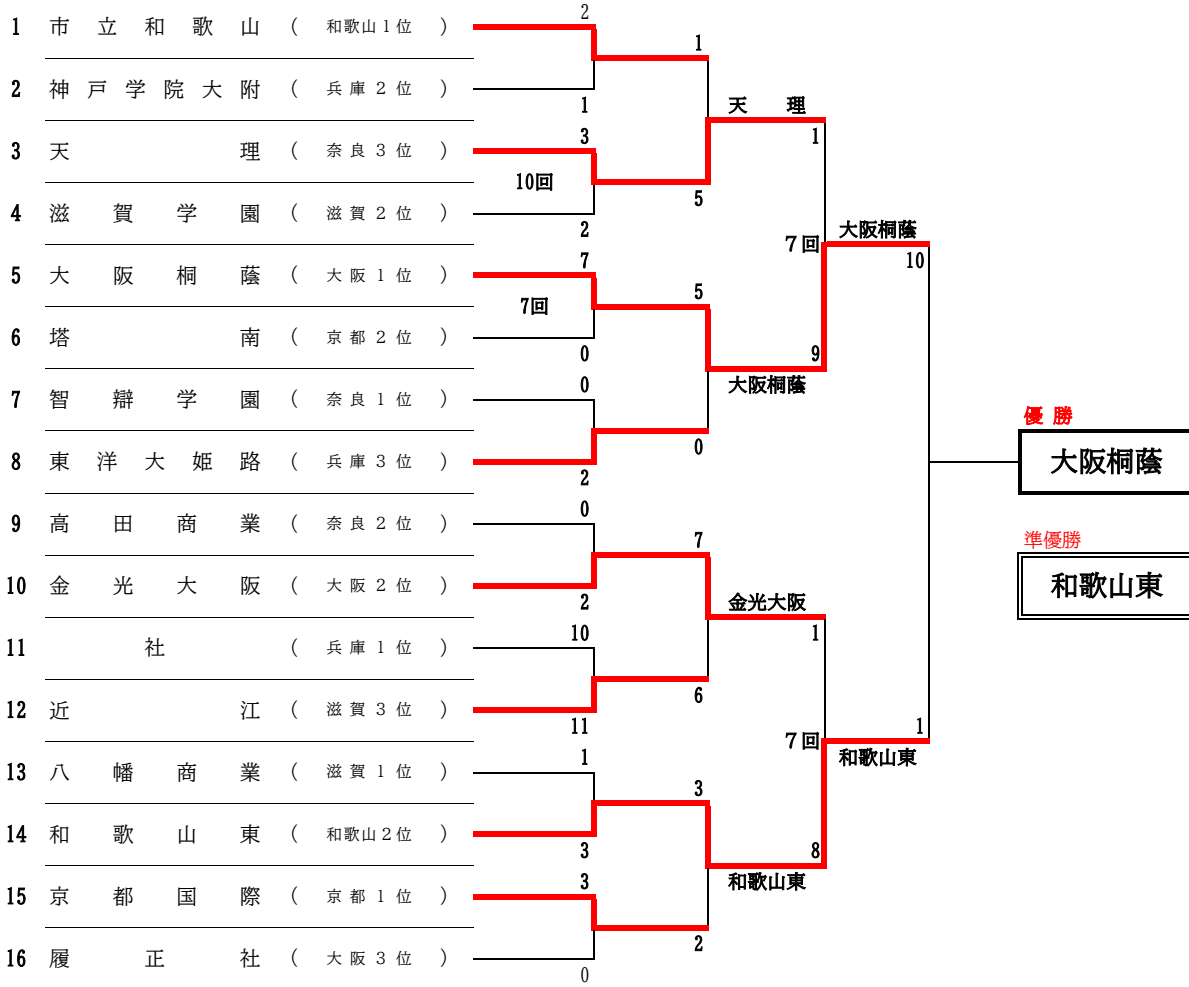 2
1 市立和歌山 ( 和歌山1位 )
1
2 神戸学院大附 ( 兵庫2位 )
1
天理
3
1
3 天理 ( 奈良3位 )
10回
5
4 滋賀学園 ( 滋賀2位 )
2
大阪桐蔭
7回
7
10
5 大阪桐蔭 ( 大阪1位 )
5
7回
6 塔南 ( 京都2位 )
0
9
大阪桐蔭
0
7 智辯学園 ( 奈良1位 )
優勝
0
8 東洋大姫路 ( 兵庫3位 )
大阪桐蔭
2
0
9 高田商業 ( 奈良2位 )
7
準優勝
10 金光大阪 ( 大阪2位 )
和歌山東
2
金光大阪
10
1
11 社 ( 兵庫1位 )
6
12 近江 ( 滋賀3位 )
11
1
7回
和歌山東
1
13 八幡商業 ( 滋賀1位 )
3
14 和歌山東 ( 和歌山2位 )
3
8
3
和歌山東
15 京都国際 ( 京都1位 )
2
16 履正社 ( 大阪3位 )
0